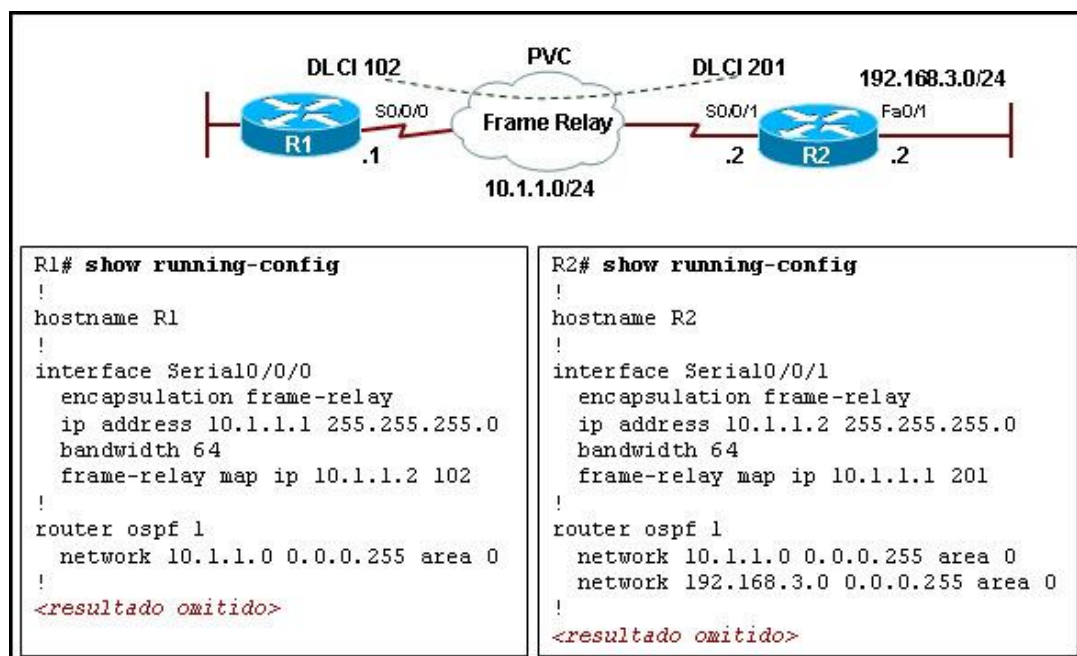 PVC
DLCI 102
DLCI 201
192.168.3.0/24
S0/0/0
Frame Relay
S0/0/1
Fa0/1
R1
.1
.2
R2
.2
10.1.1.0/24
R1# show running-config
!
hostname R1
!
interface Serial0/0/0
encapsulation frame-relay
ip address 10.1.1.1 255.255.255.0
bandwidth 64
frame-relay map ip 10.1.1.2 102
!
router ospf 1
network 10.1.1.0 0.0.0.255 area 0
!
<resultado omitido>
R2# show running-config
!
hostname R2
!
interface Serial0/0/1
encapsulation frame-relay
ip address 10.1.1.2 255.255.255.0
bandwidth 64
frame-relay map ip 10.1.1.1 201
!
router ospf 1
network 10.1.1.0 0.0.0.255 area 0
network 192.168.3.0 0.0.0.255 area 0
!
<resultado omitido>